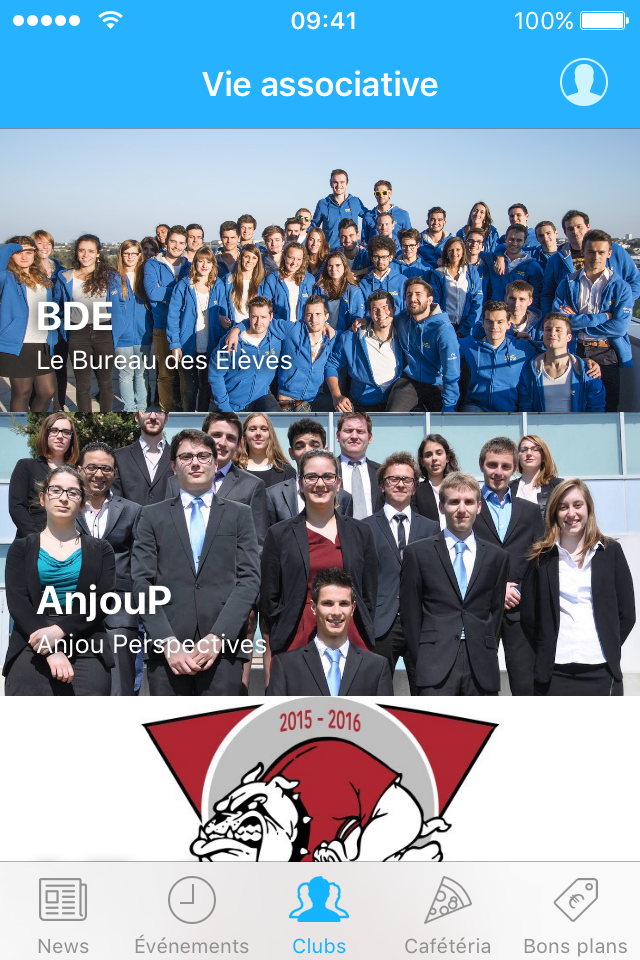 09:41
100%
Vie associative
BDE
Le Bureau des Élèves
AnjouP
Anjou Perspectives
2015 - 2016
News
Événements
Clubs
Cafétéria
Bons plans